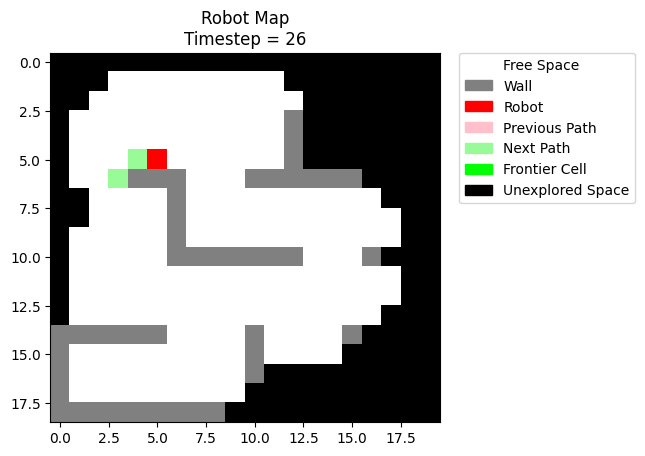 Robot Map
Timestep = 26
Free Space
Wall
Robot
Previous Path
Next Path
Frontier Cell
Unexplored Space
0.0
2.5
5.0
7.5
10.0
12.5
15.0
17.5
0.0 2.5 5.0 7.5 10.0 12.5 15.0 17.5